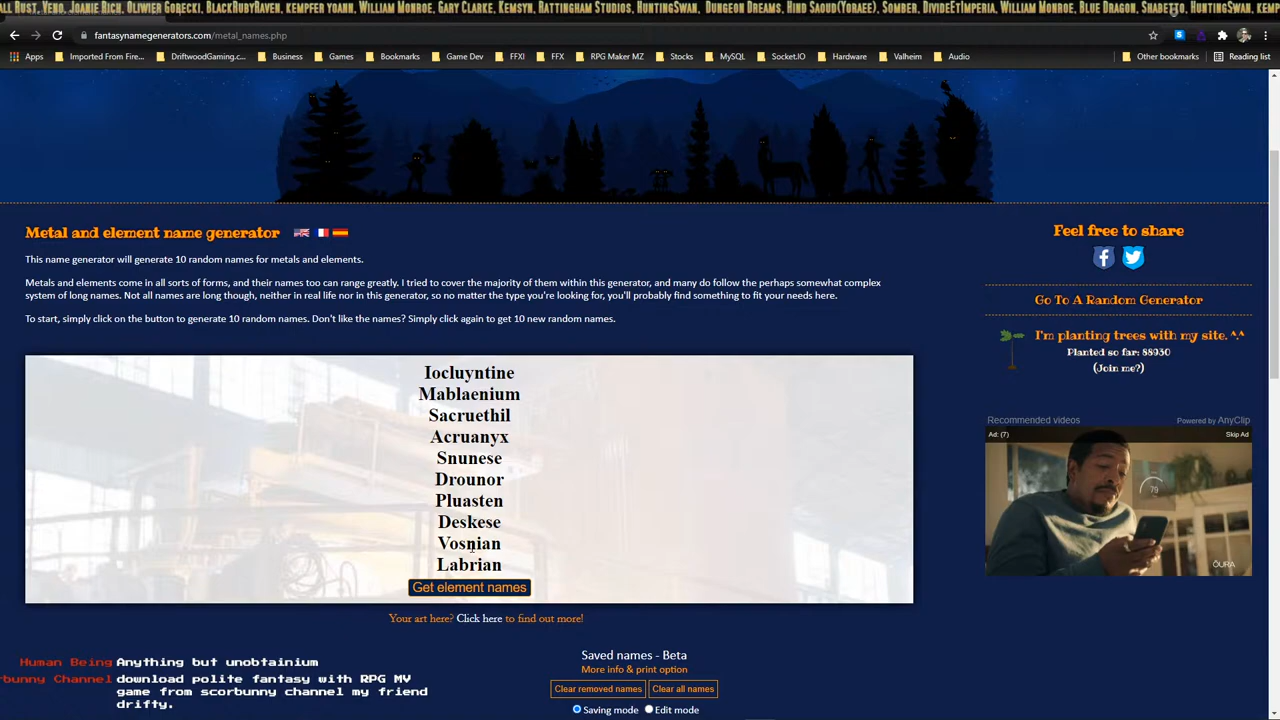 ALL RUST, VENO, JOANIE RICH, OLIVIER GORECKI, BLACKRUBYRAVEN, KEMPFER YOANN, WILLIAM MONROE, GARY CLARKE, KEMSYN, RATTINGHAM STUDIOS, HUNTINGSWAN, DUNGEON DREAMS, HIND SAOUD(YORAEE), SOMBER, DIVIDEETIMPERIA, WILLIAM MONROE, BLUE DRAGON, SHABETTO, HUNTINGSWAN, KEMP
fantasynamegenerators.com/metal_names.php
Apps Imported From Fire... DriftwoodGaming.c... Business Games Bookmarks Game Dev FFXI FFX RPG Maker MZ Stocks MySQL Socket.IO Hardware Valheim Audio Other bookmarks Reading list
Metal and element name generator
This name generator will generate 10 random names for metals and elements.
Metals and elements come in all sorts of forms, and their names too can range greatly. I tried to cover the majority of them within this generator, and many do follow the perhaps somewhat complex
system of long names. Not all names are long though, neither in real life nor in this generator, so no matter the type you're looking for, you'll probably find something to fit your needs here.
To start, simply click on the button to generate 10 random names. Don't like the names? Simply click again to get 10 new random names.
Iocluyntine
Mablaenium
Sacruethil
Acruanyx
Snunese
Drounor
Pluasten
Deskese
Vosnian
Labrian
Get element names
Your art here? Click here to find out more!
Saved names - Beta
More info & print option
Clear removed names Clear all names
Saving mode Edit mode
Feel free to share
Go To A Random Generator
I'm planting trees with my site. ^.^
Planted so far: 88930
(Join me?)
Recommended videos Powered by AnyClip
Ad: (7) Skip Ad
79
ŌURA
Human Being Anything but unobtainium
rbunny Channel download polite fantasy with RPG MV
game from scorbunny channel my friend
drifty.